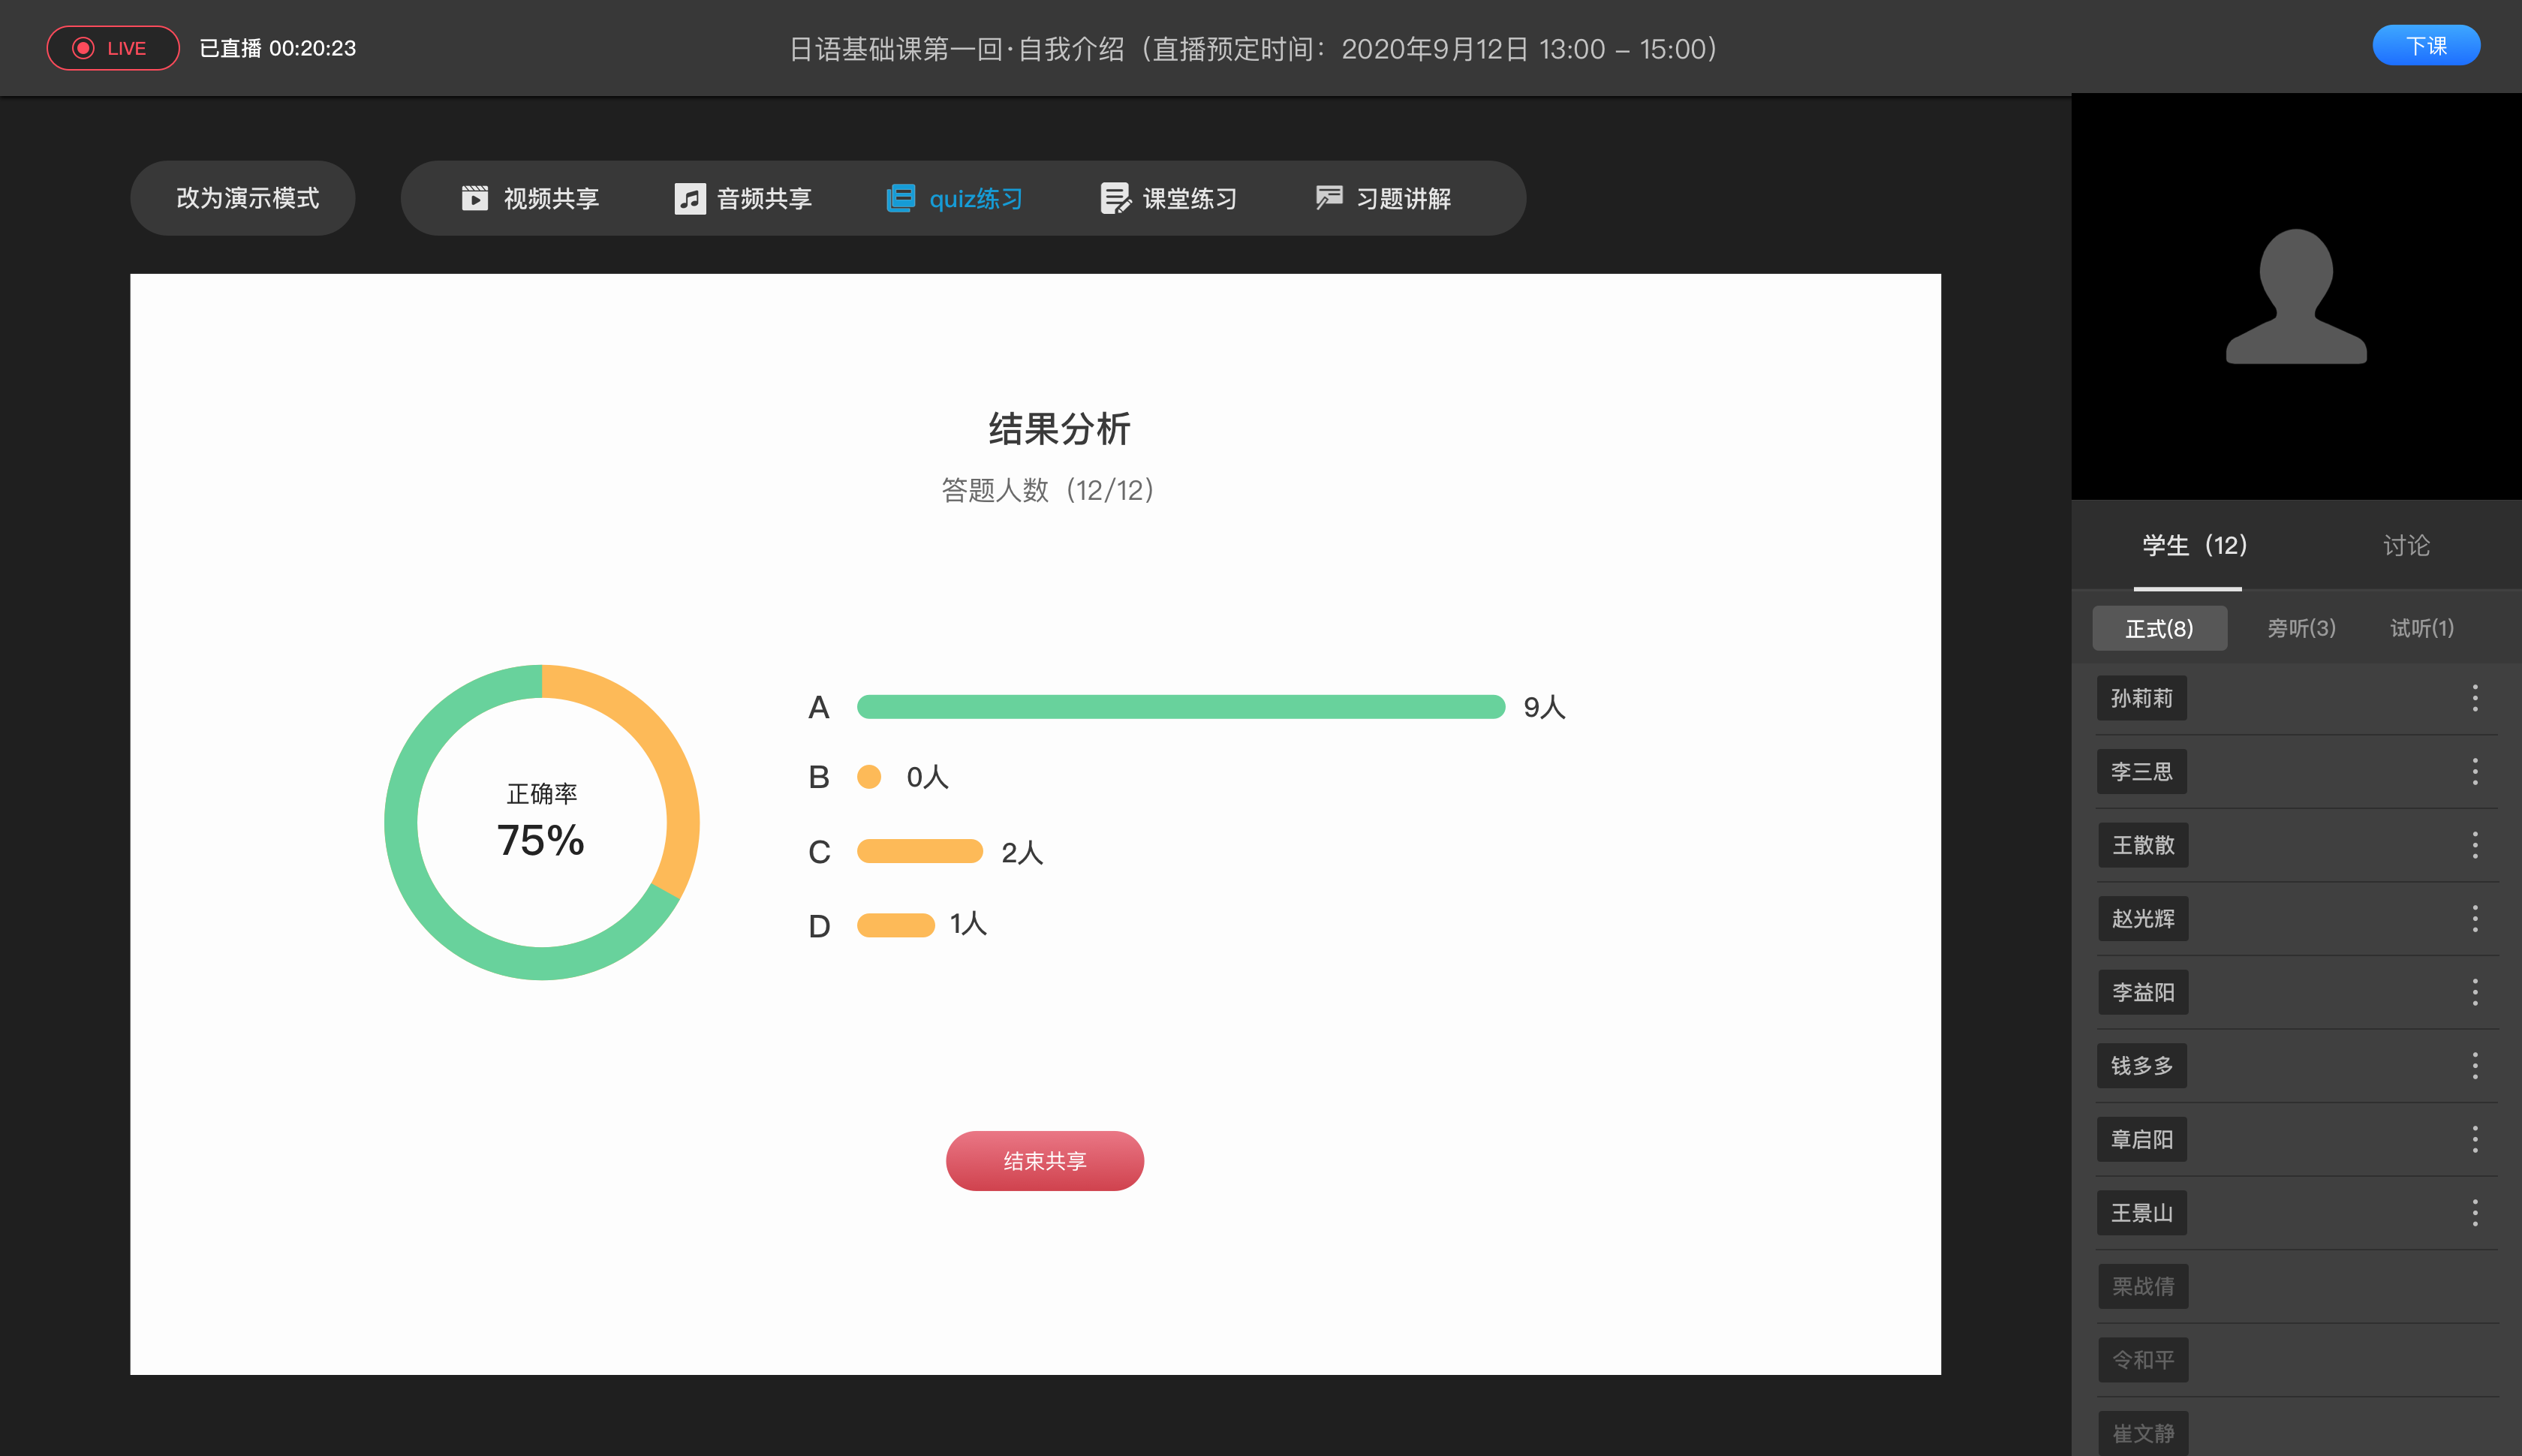 LIVE
已直播 00:20:23
日语基础课第一回·自我介绍（直播预定时间：2020年9月12日 13:00 – 15:00）
下课
改为演示模式
视频共享
音频共享
quiz练习
课堂练习
习题讲解
结果分析
答题人数（12/12）
正确率
75%
A 9人
B 0人
C 2人
D 1人
结束共享
学生（12）
讨论
正式(8)
旁听(3)
试听(1)
孙莉莉
李三思
王散散
赵光辉
李益阳
钱多多
章启阳
王景山
栗战倩
令和平
崔文静